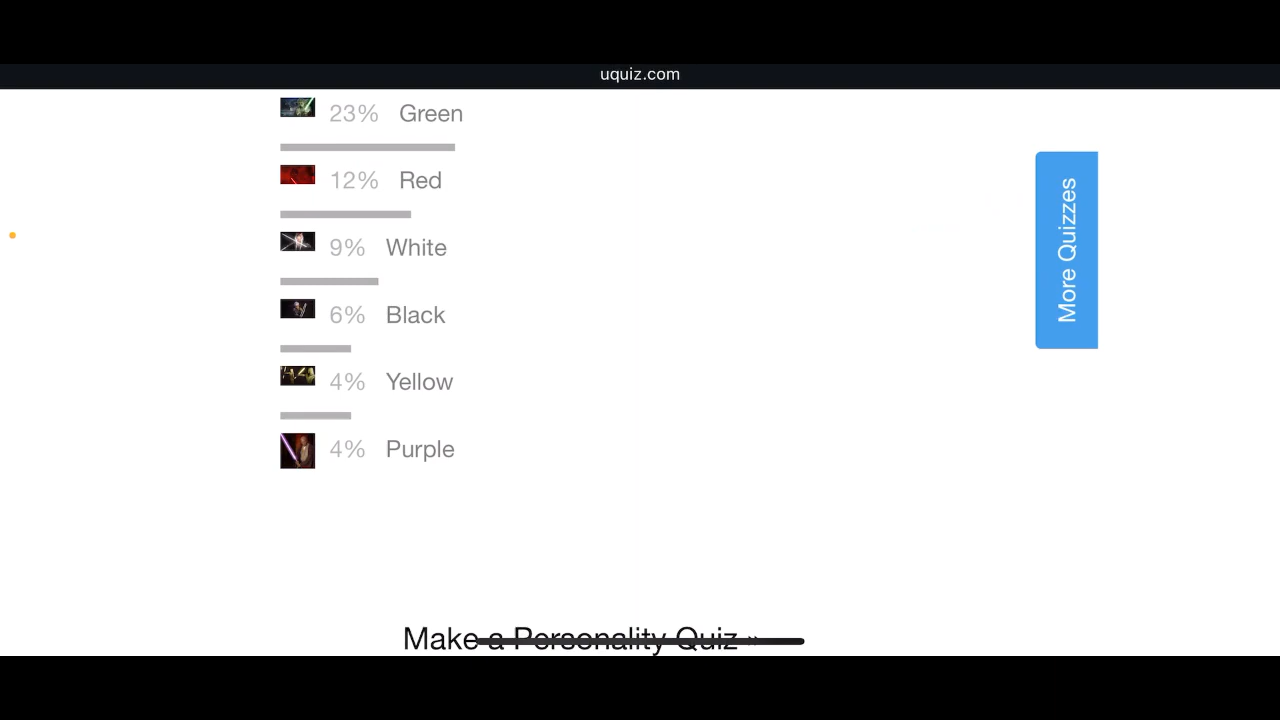 uquiz.com
23% Green
12% Red
9% White
6% Black
4% Yellow
4% Purple
More Quizzes
Make a Personality Quiz »